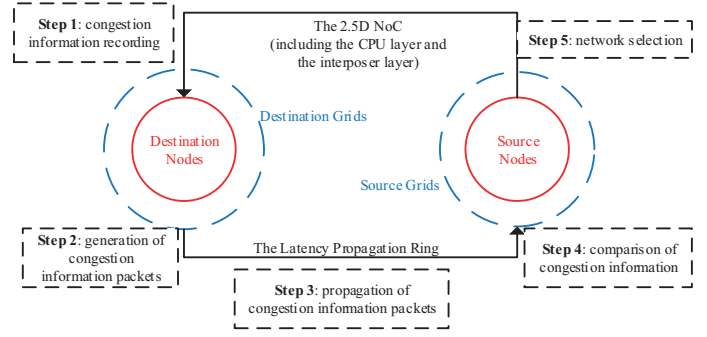 Step 1: congestion
information recording
The 2.5D NoC
(including the CPU layer and
the interposer layer)
Step 5: network selection
Destination Grids
Destination
Nodes
Source
Nodes
Source Grids
Step 2: generation of
congestion
information packets
The Latency Propagation Ring
Step 4: comparison of
congestion information
Step 3: propagation of
congestion information packets